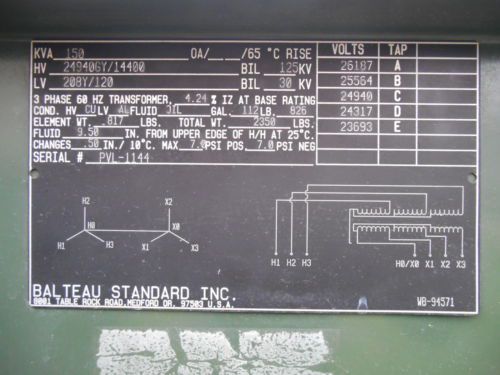 KVA 150 OA/ / /65 °C RISE
HV 24940GY/14400 BIL 125KV
LV 208Y/120 BIL 30 KV
3 PHASE 60 HZ TRANSFORMER, 4.24 % IZ AT BASE RATING
COND. HV CU LV AL FLUID OIL GAL. 112 LB. 826
ELEMENT WT. 817 LBS. TOTAL WT. 2350 LBS.
FLUID 9.50 IN. FROM UPPER EDGE OF H/H AT 25°C.
CHANGES .50 IN./ 10°C. MAX. 7.0 PSI POS. 7.0 PSI NEG
SERIAL # PVL-1144
VOLTS TAP
26187 A
25564 B
24940 C
24317 D
23693 E
H2 X2
H0 X0
H1 H3 X1 X3
H1 H2 H3 H0/X0 X1 X2 X3
BALTEAU STANDARD INC.
9001 TABLE ROCK ROAD, MEDFORD OR. 97503 U.S.A.
WB-94571